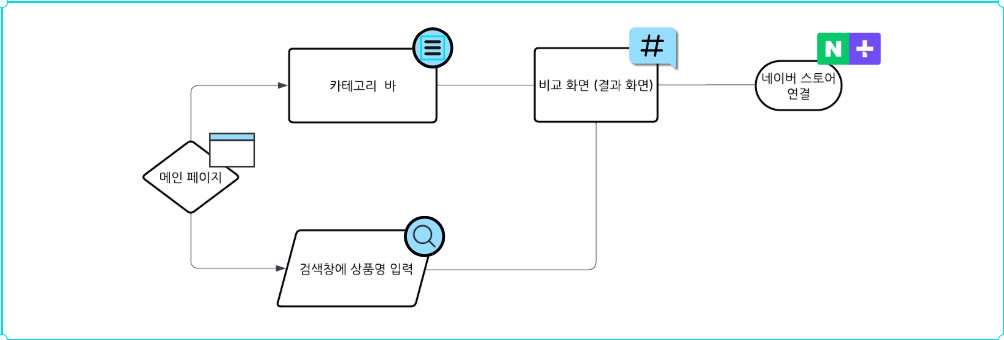 카테고리 바
#
비교 화면 (결과 화면)
N+
네이버 스토어
연결
메인 페이지
검색창에 상품명 입력